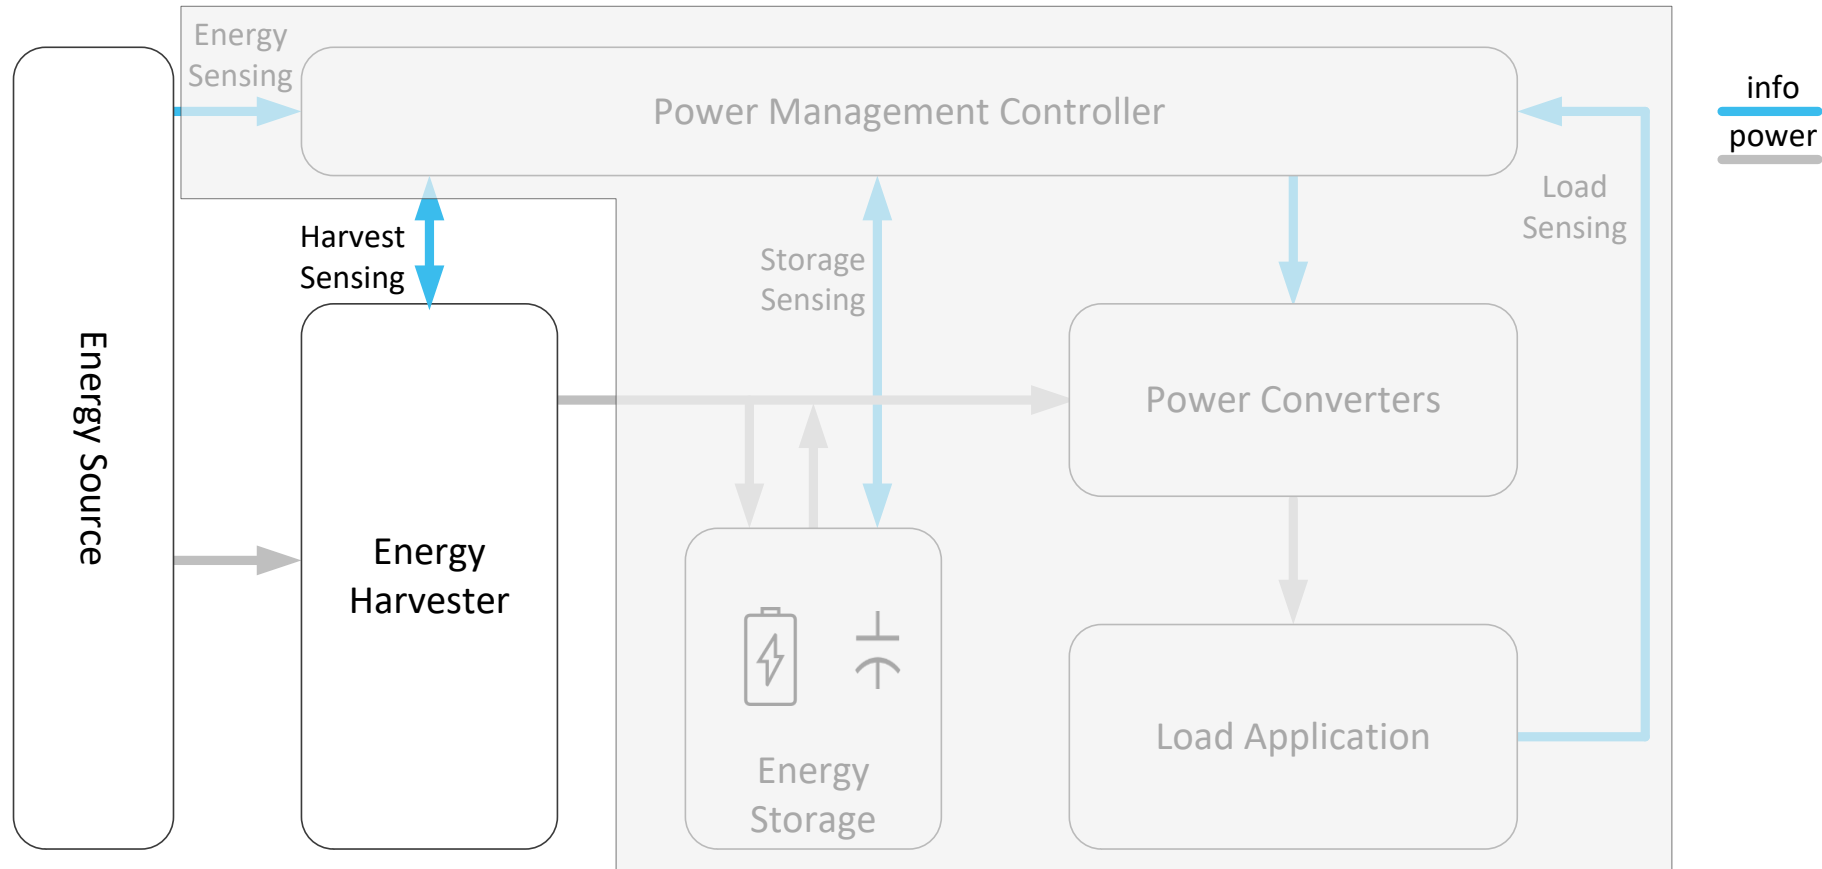 Energy
Sensing
Power Management Controller
info
power
Harvest
Sensing
Storage
Sensing
Load
Sensing
Energy Source
Energy
Harvester
Power Converters
Energy
Storage
Load Application